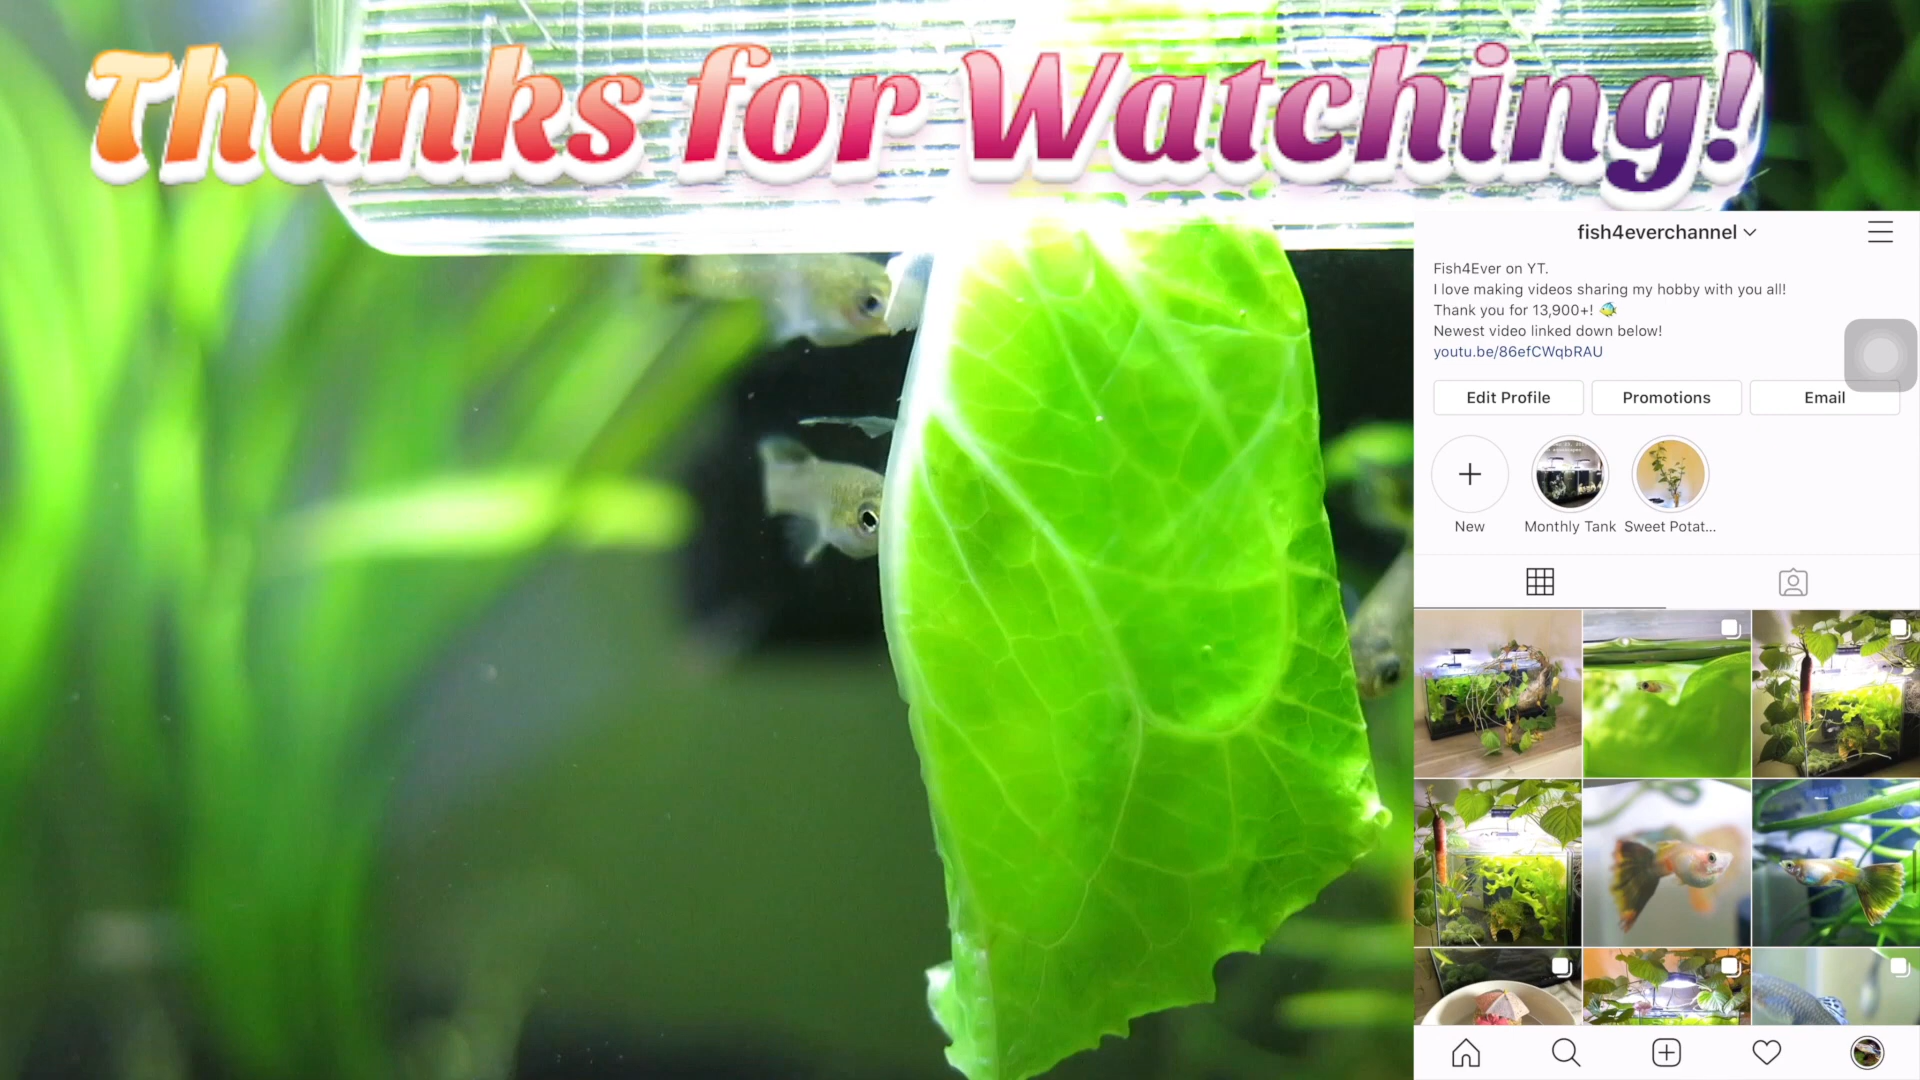 Thanks for Watching!
fish4everchannel
Fish4Ever on YT.
I love making videos sharing my hobby with you all!
Thank you for 13,900+! 🐠
Newest video linked down below!
youtu.be/86efCWqbRAU
Edit Profile Promotions Email
New Monthly Tank Sweet Potat...